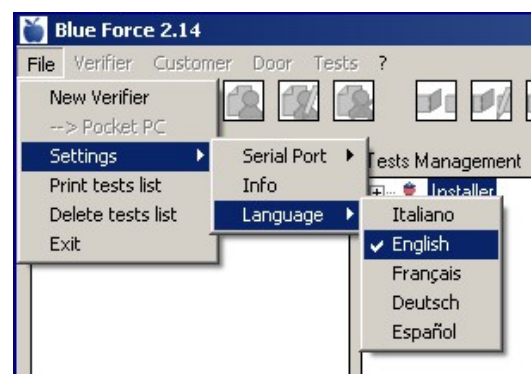 Blue Force 2.14
File Verifier Customer Door Tests ?
New Verifier
--> Pocket PC
Settings
Print tests list
Delete tests list
Exit
Serial Port
Info
Language
Italiano
English
Français
Deutsch
Español
Tests Management
Installer